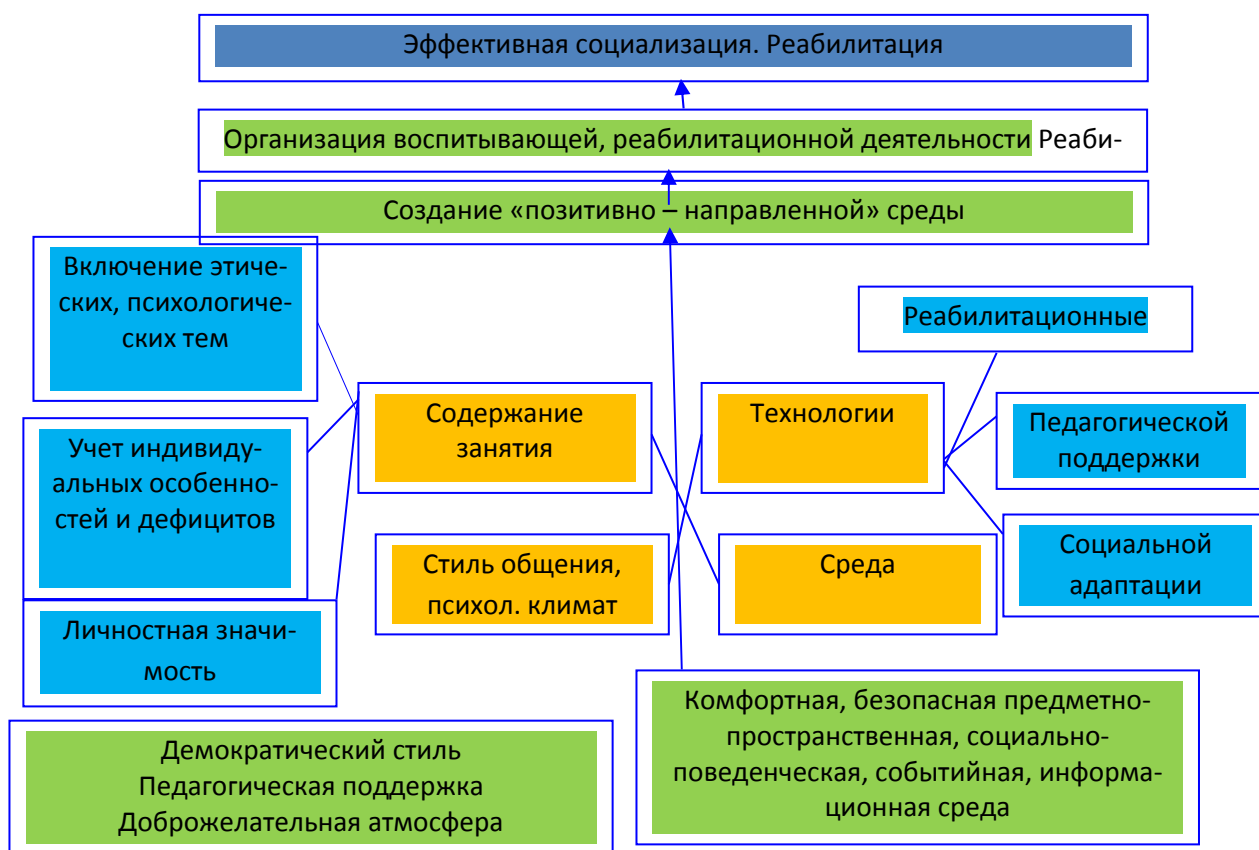 Эффективная социализация. Реабилитация
Организация воспитывающей, реабилитационной деятельности Реаби-
Создание «позитивно – направленной» среды
Включение этиче-
ских, психологиче-
ских тем
Реабилитационные
Содержание
занятия
Технологии
Педагогической
поддержки
Учет индивиду-
альных особенно-
стей и дефицитов
Стиль общения,
психол. климат
Среда
Социальной
адаптации
Личностная значи-
мость
Комфортная, безопасная предметно-
пространственная, социально-
поведенческая, событийная, информа-
ционная среда
Демократический стиль
Педагогическая поддержка
Доброжелательная атмосфера